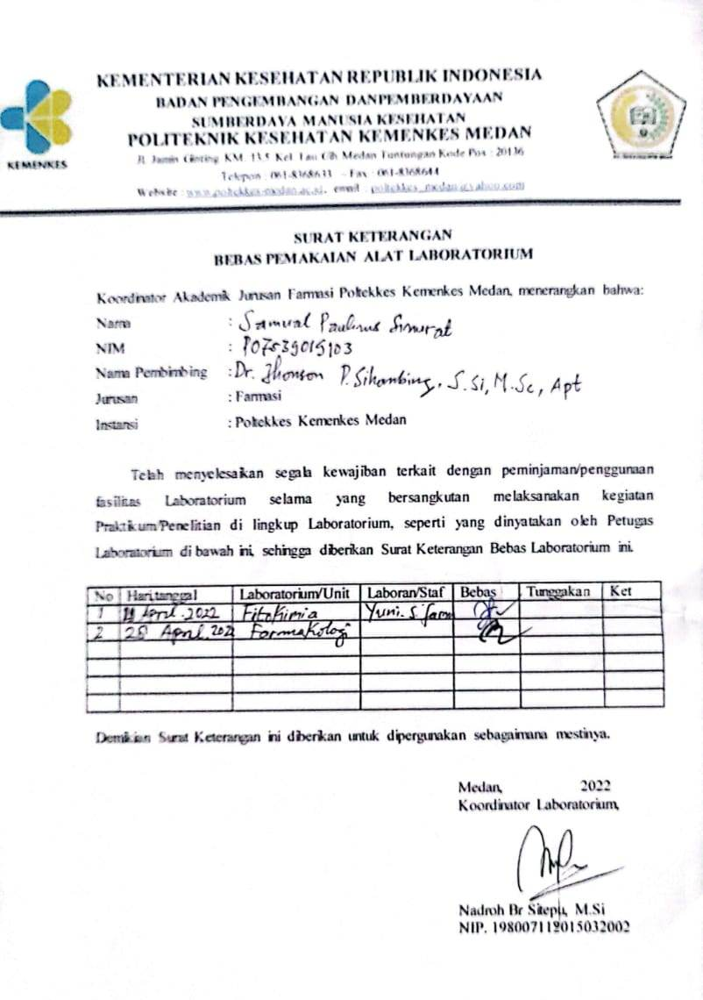 KEMENTERIAN KESEHATAN REPUBLIK INDONESIA
BADAN PENGEMBANGAN DANPEMBERDAYAAN
SUMBERDAYA MANUSIA KESEHATAN
POLITEKNIK KESEHATAN KEMENKES MEDAN
KEMENKES
Jl. Jamin Ginting KM. 13,5 Kel. Lau Cih Medan Tuntungan Kode Pos : 20136
Telepon : 061-8368633 - Fax : 061-8368644
Website : www.poltekkes-medan.ac.id, email : poltekkes_medan@yahoo.com
SURAT KETERANGAN
BEBAS PEMAKAIAN ALAT LABORATORIUM
Koordinator Akademik Jurusan Farmasi Poltekkes Kemenkes Medan, menerangkan bahwa:
Nama : Samual Paulinus
NIM : P07539015103
Nama Pembimbing : Dr. Jhonson P. Sihombing, S.Si, M.Sc, Apt
Jurusan : Farmasi
Instansi : Poltekkes Kemenkes Medan
Telah menyelesaikan segala kewajiban terkait dengan peminjaman/penggunaan
fasilitas Laboratorium selama yang bersangkutan melaksanakan kegiatan
Praktikum/Penelitian di lingkup Laboratorium, seperti yang dinyatakan oleh Petugas
Laboratorium di bawah ini, sehingga diberikan Surat Keterangan Bebas Laboratorium ini.
No Hari,tanggal Laboratorium/Unit Laboran/Staf Bebas Tunggakan Ket
1 April 2022 Fitokimia Yuni. S
2 28 April 2022 Farmakologi
Demikian Surat Keterangan ini diberikan untuk dipergunakan sebagaimana mestinya.
Medan, 2022
Koordinator Laboratorium,
Nadroh Br Sitepu, M.Si
NIP. 198007112015032002